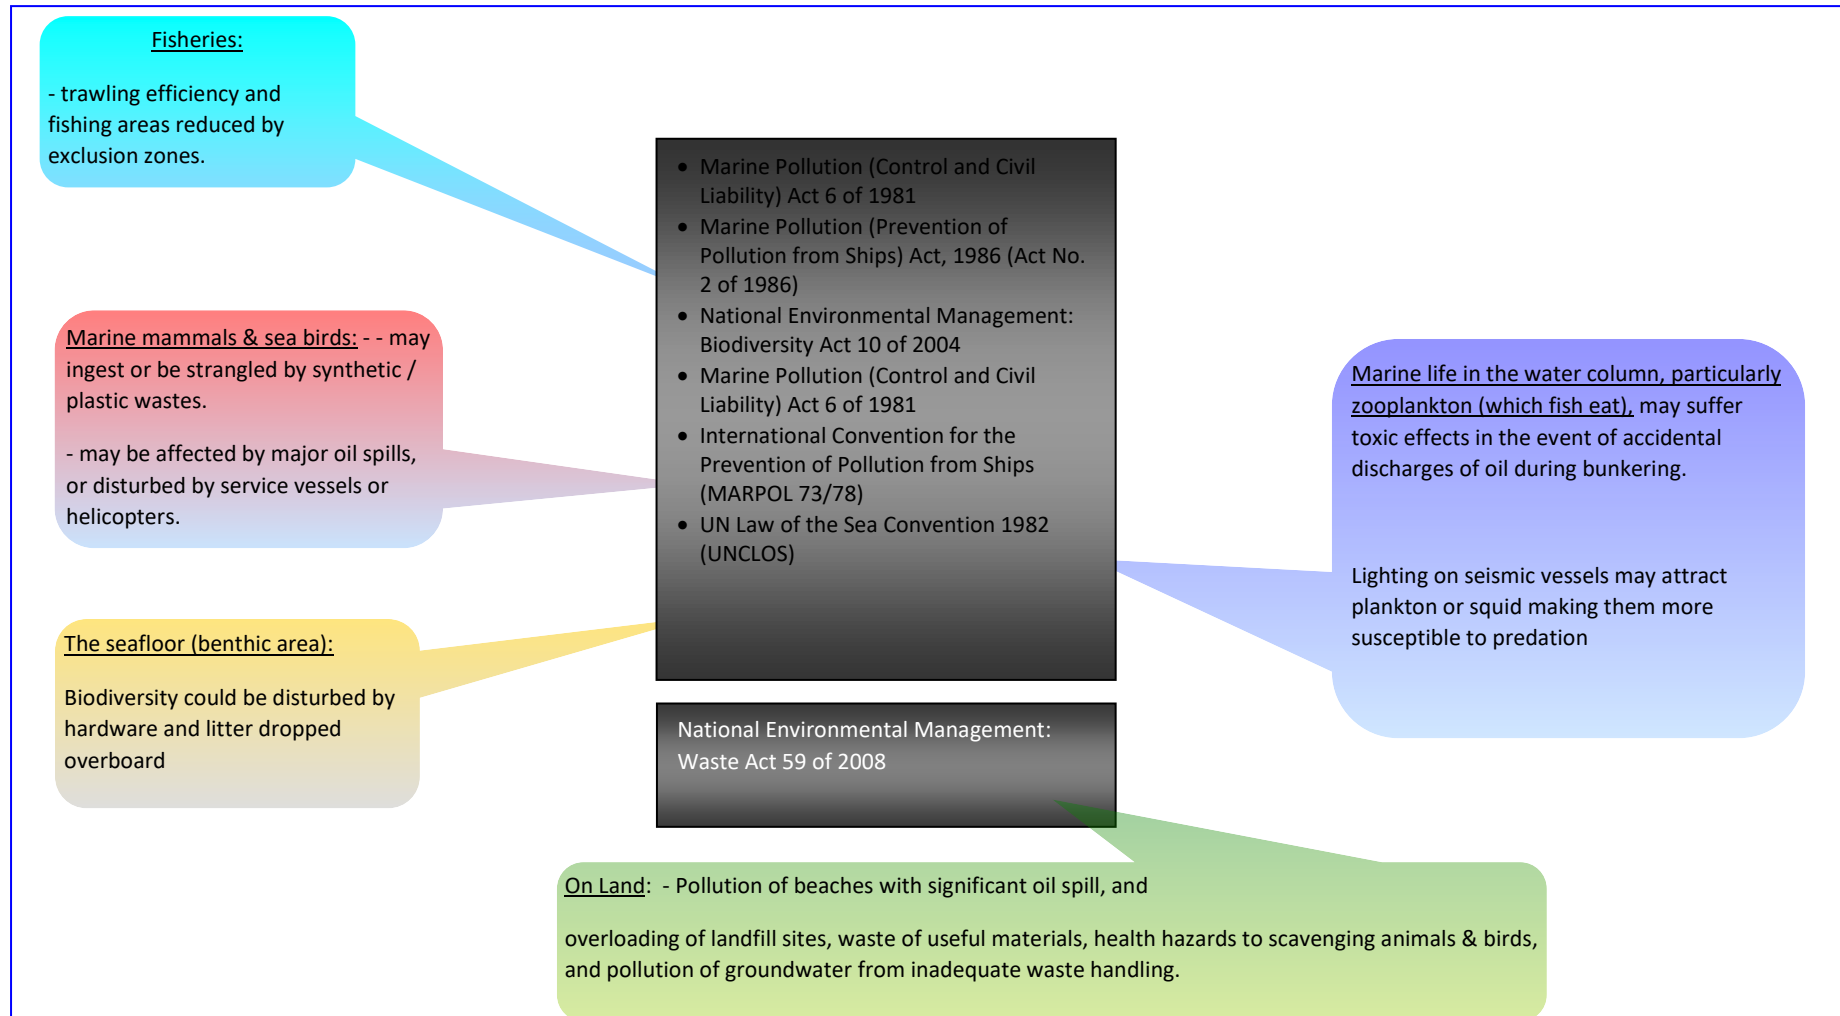 Fisheries:
- trawling efficiency and
fishing areas reduced by
exclusion zones.
Marine mammals & sea birds: - - may
ingest or be strangled by synthetic /
plastic wastes.
- may be affected by major oil spills,
or disturbed by service vessels or
helicopters.
The seafloor (benthic area):
Biodiversity could be disturbed by
hardware and litter dropped
overboard
• Marine Pollution (Control and Civil
Liability) Act 6 of 1981
• Marine Pollution (Prevention of
Pollution from Ships) Act, 1986 (Act No.
2 of 1986)
• National Environmental Management:
Biodiversity Act 10 of 2004
• Marine Pollution (Control and Civil
Liability) Act 6 of 1981
• International Convention for the
Prevention of Pollution from Ships
(MARPOL 73/78)
• UN Law of the Sea Convention 1982
(UNCLOS)
National Environmental Management:
Waste Act 59 of 2008
Marine life in the water column, particularly
zooplankton (which fish eat), may suffer
toxic effects in the event of accidental
discharges of oil during bunkering.
Lighting on seismic vessels may attract
plankton or squid making them more
susceptible to predation
On Land: - Pollution of beaches with significant oil spill, and
overloading of landfill sites, waste of useful materials, health hazards to scavenging animals & birds,
and pollution of groundwater from inadequate waste handling.